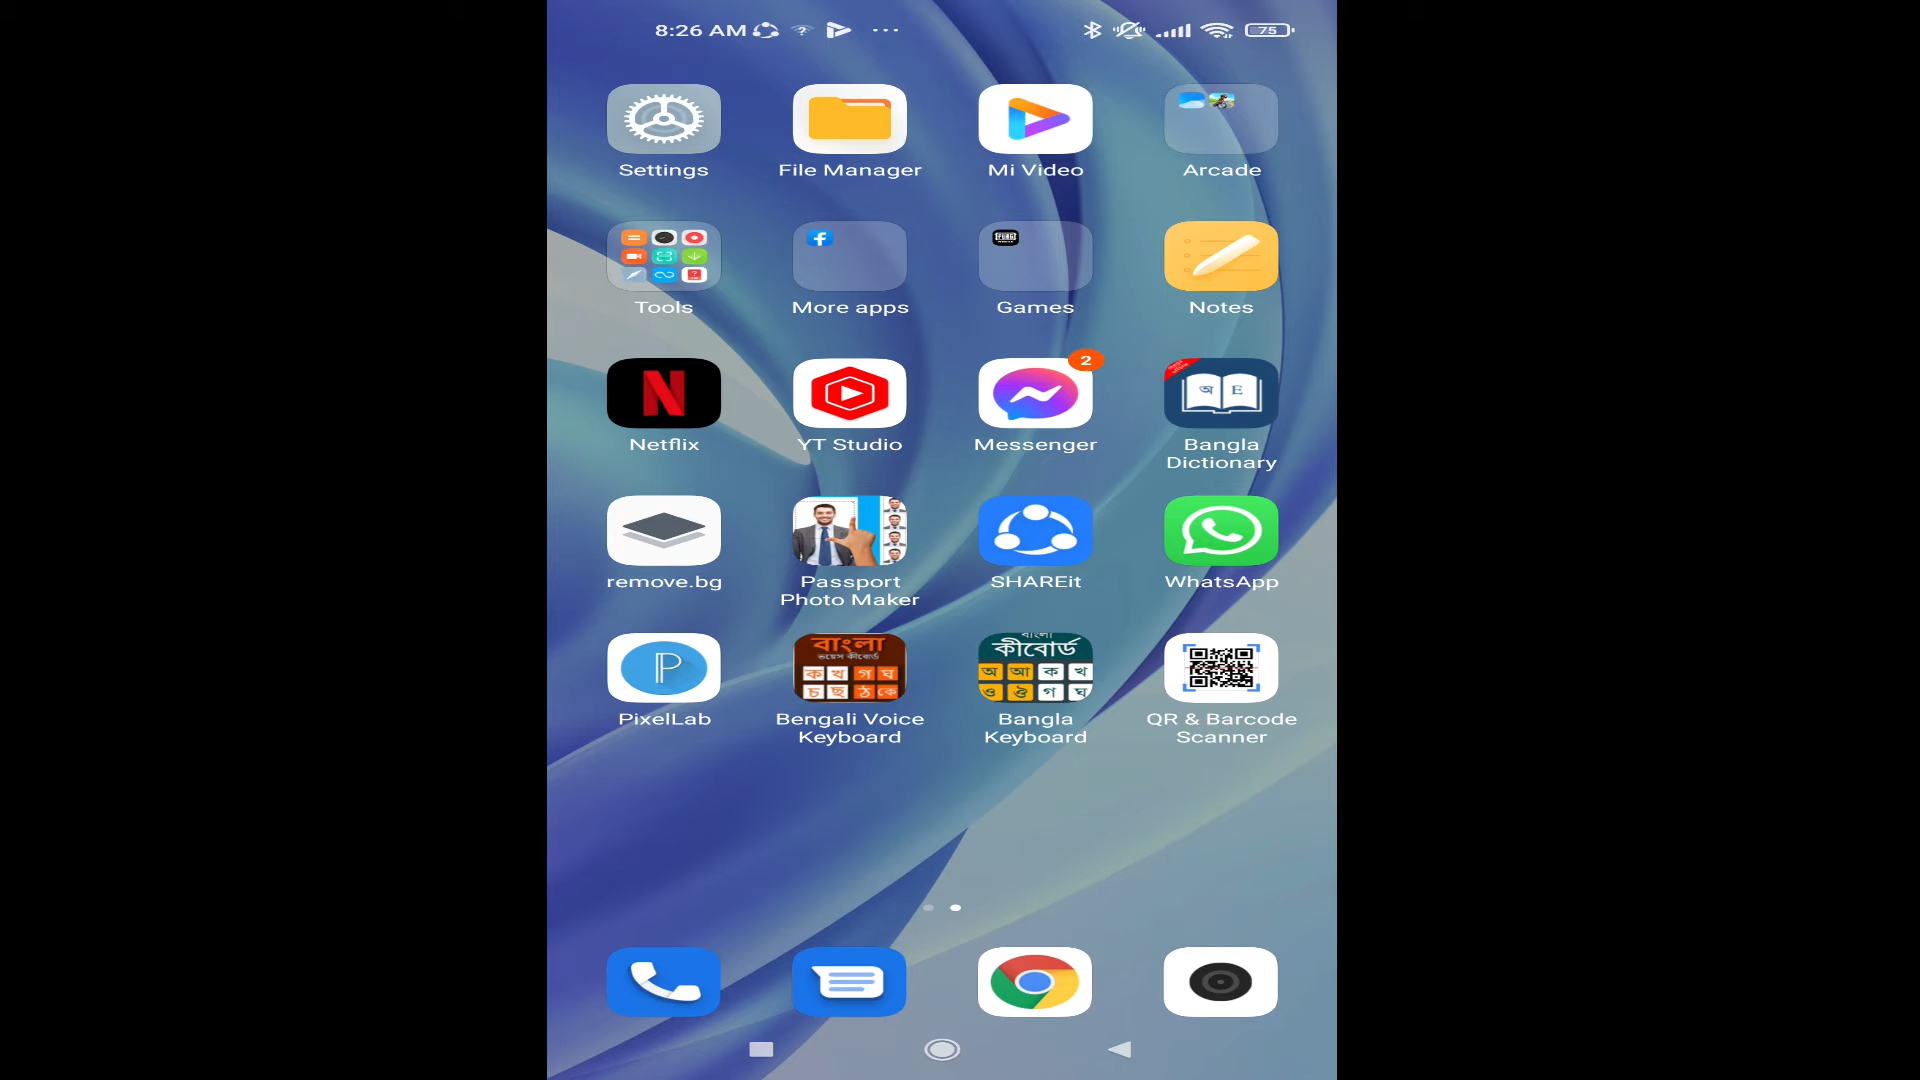 8:26 AM
75
Settings
File Manager
Mi Video
Arcade
Tools
More apps
Games
Notes
PUBG
2
অ E
Netflix
YT Studio
Messenger
Bangla
Dictionary
remove.bg
Passport
Photo Maker
SHAREit
WhatsApp
বাংলা
ভয়েস কীবোর্ড
ক খ গ ঘ
চ ছ ঠ কে
বাংলা
কীবোর্ড
অ আ ক খ
ও ঔ গ ঘ
PixelLab
Bengali Voice
Keyboard
Bangla
Keyboard
QR & Barcode
Scanner